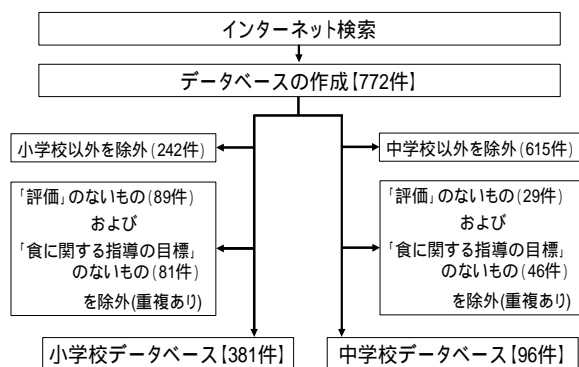 インターネット検索
データベースの作成【772件】
小学校以外を除外(242件)
中学校以外を除外(615件)
「評価」のないもの(89件)
および
「食に関する指導の目標」
のないもの(81件)
を除外(重複あり)
「評価」のないもの(29件)
および
「食に関する指導の目標」
のないもの(46件)
を除外(重複あり)
小学校データベース【381件】
中学校データベース【96件】